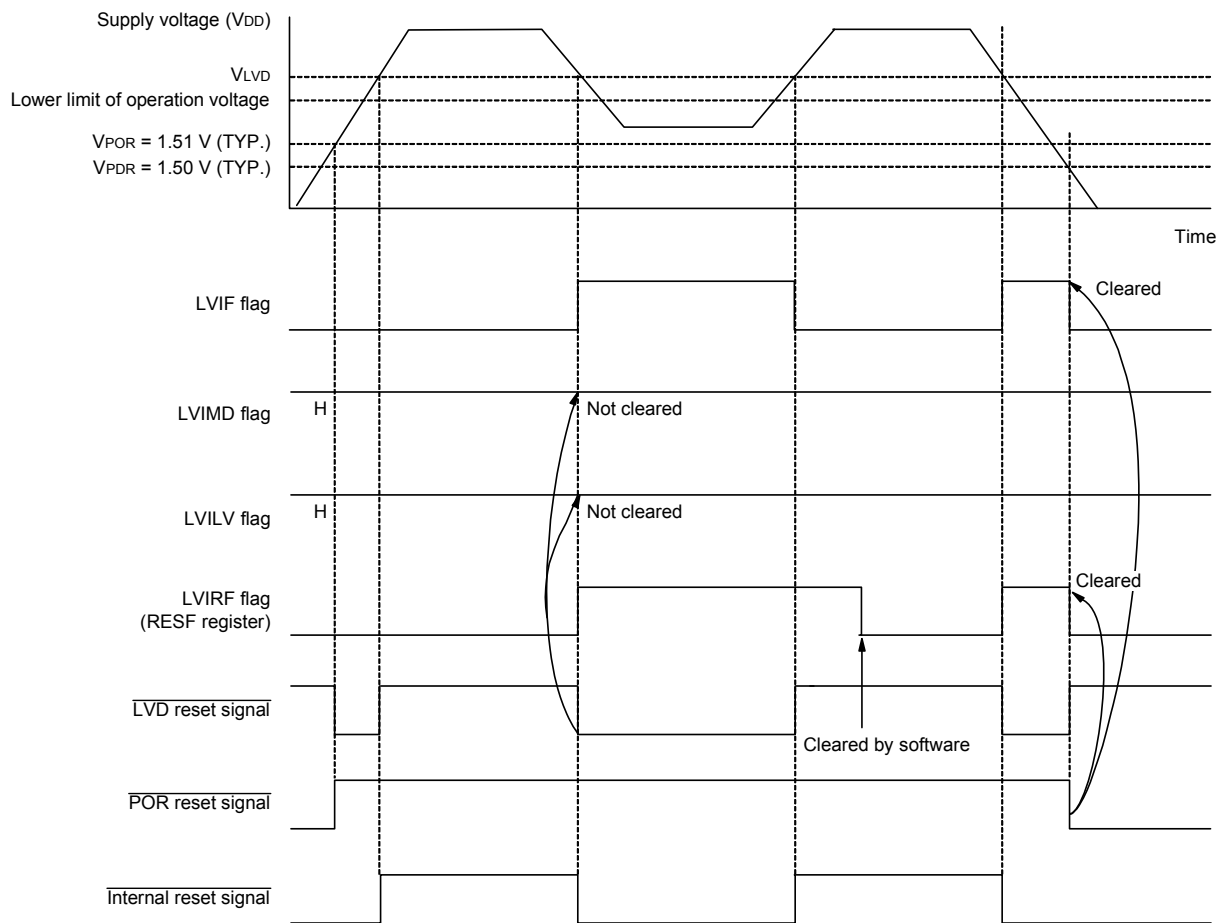 Supply voltage (VDD)
VLVD
Lower limit of operation voltage
VPOR = 1.51 V (TYP.)
VPDR = 1.50 V (TYP.)
Time
LVIF flag
Cleared
LVIMD flag
H
Not cleared
LVILV flag
H
Not cleared
LVIRF flag
(RESF register)
Cleared
LVD reset signal
Cleared by software
POR reset signal
Internal reset signal